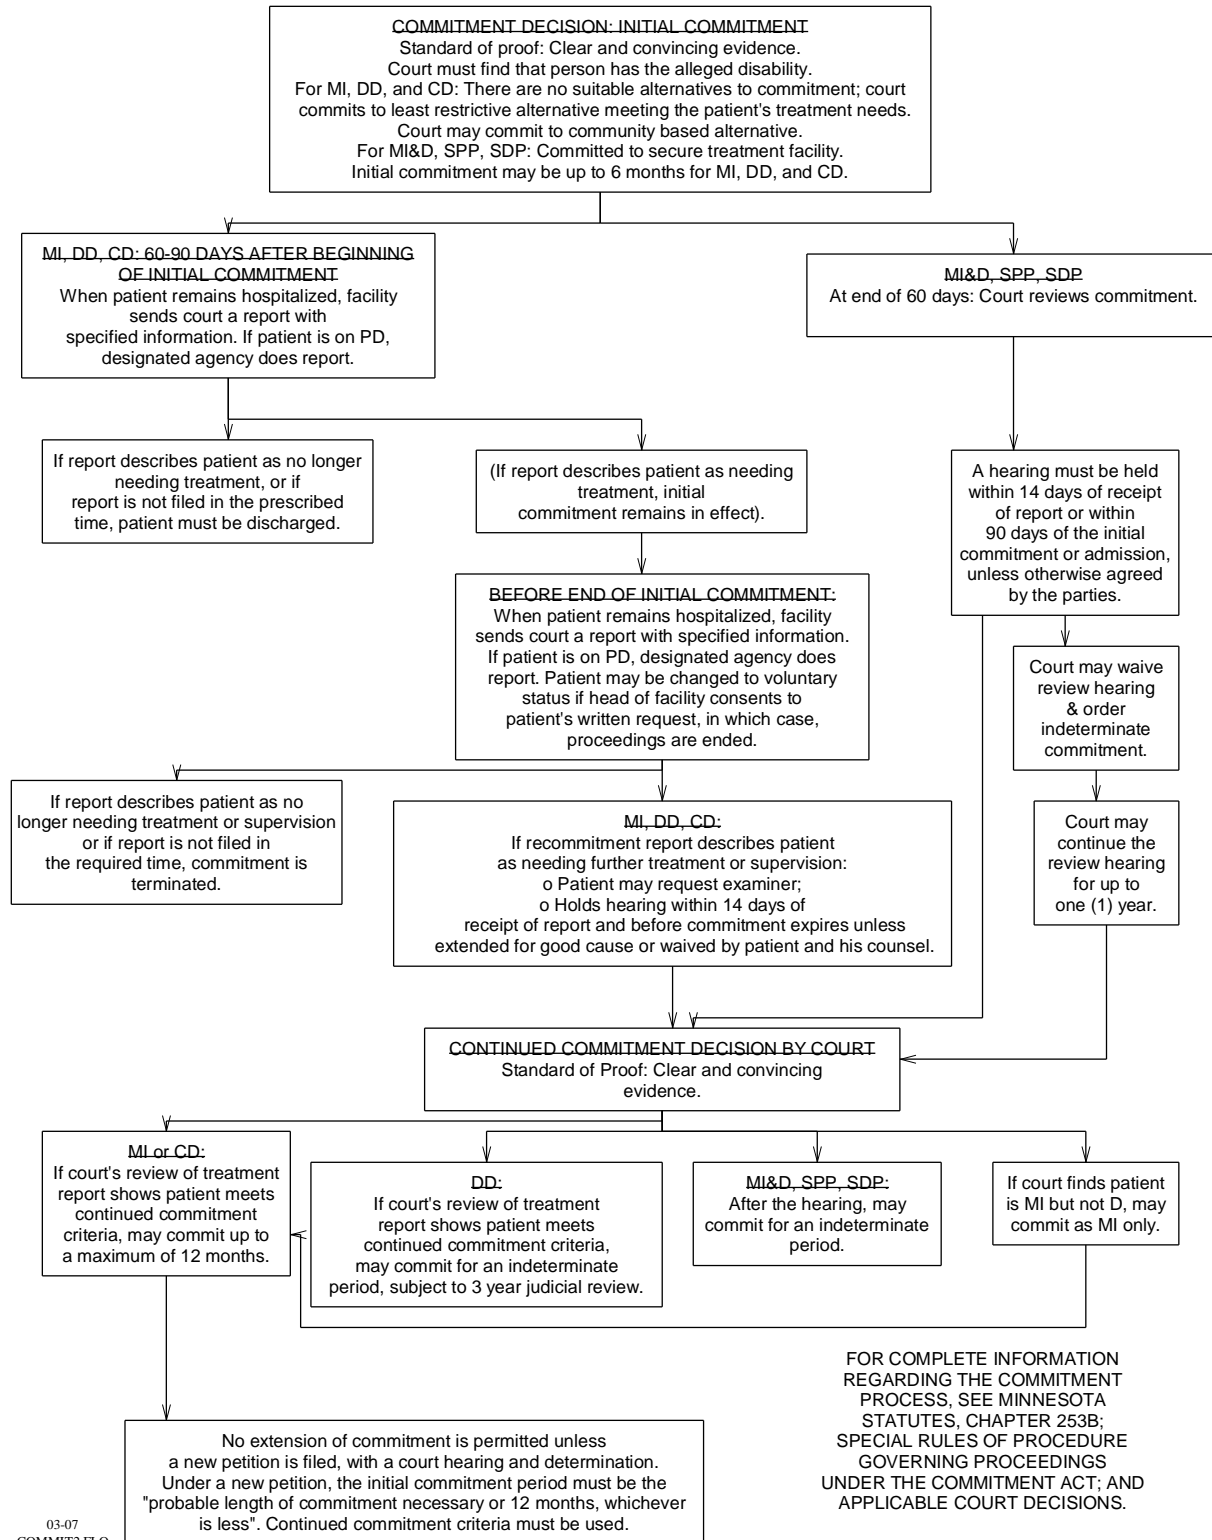 COMMITMENT DECISION: INITIAL COMMITMENT
Standard of proof: Clear and convincing evidence.
Court must find that person has the alleged disability.
For MI, DD, and CD: There are no suitable alternatives to commitment; court
commits to least restrictive alternative meeting the patient's treatment needs.
Court may commit to community based alternative.
For MI&D, SPP, SDP: Committed to secure treatment facility.
Initial commitment may be up to 6 months for MI, DD, and CD.
MI, DD, CD: 60-90 DAYS AFTER BEGINNING
OF INITIAL COMMITMENT
When patient remains hospitalized, facility
sends court a report with
specified information. If patient is on PD,
designated agency does report.
MI&D, SPP, SDP
At end of 60 days: Court reviews commitment.
If report describes patient as no longer
needing treatment, or if
report is not filed in the prescribed
time, patient must be discharged.
(If report describes patient as needing
treatment, initial
commitment remains in effect).
A hearing must be held
within 14 days of receipt
of report or within
90 days of the initial
commitment or admission,
unless otherwise agreed
by the parties.
BEFORE END OF INITIAL COMMITMENT:
When patient remains hospitalized, facility
sends court a report with specified information.
If patient is on PD, designated agency does
report. Patient may be changed to voluntary
status if head of facility consents to
patient's written request, in which case,
proceedings are ended.
Court may waive
review hearing
& order
indeterminate
commitment.
If report describes patient as no
longer needing treatment or supervision
or if report is not filed in
the required time, commitment is
terminated.
MI, DD, CD:
If recommitment report describes patient
as needing further treatment or supervision:
o Patient may request examiner;
o Holds hearing within 14 days of
receipt of report and before commitment expires unless
extended for good cause or waived by patient and his counsel.
Court may
continue the
review hearing
for up to
one (1) year.
CONTINUED COMMITMENT DECISION BY COURT
Standard of Proof: Clear and convincing
evidence.
MI or CD:
If court's review of treatment
report shows patient meets
continued commitment
criteria, may commit up to
a maximum of 12 months.
DD:
If court's review of treatment
report shows patient meets
continued commitment criteria,
may commit for an indeterminate
period, subject to 3 year judicial review.
MI&D, SPP, SDP:
After the hearing, may
commit for an indeterminate
period.
If court finds patient
is MI but not D, may
commit as MI only.
No extension of commitment is permitted unless
a new petition is filed, with a court hearing and determination.
Under a new petition, the initial commitment period must be the
"probable length of commitment necessary or 12 months, whichever
is less". Continued commitment criteria must be used.
FOR COMPLETE INFORMATION
REGARDING THE COMMITMENT
PROCESS, SEE MINNESOTA
STATUTES, CHAPTER 253B;
SPECIAL RULES OF PROCEDURE
GOVERNING PROCEEDINGS
UNDER THE COMMITMENT ACT; AND
APPLICABLE COURT DECISIONS.
03-07